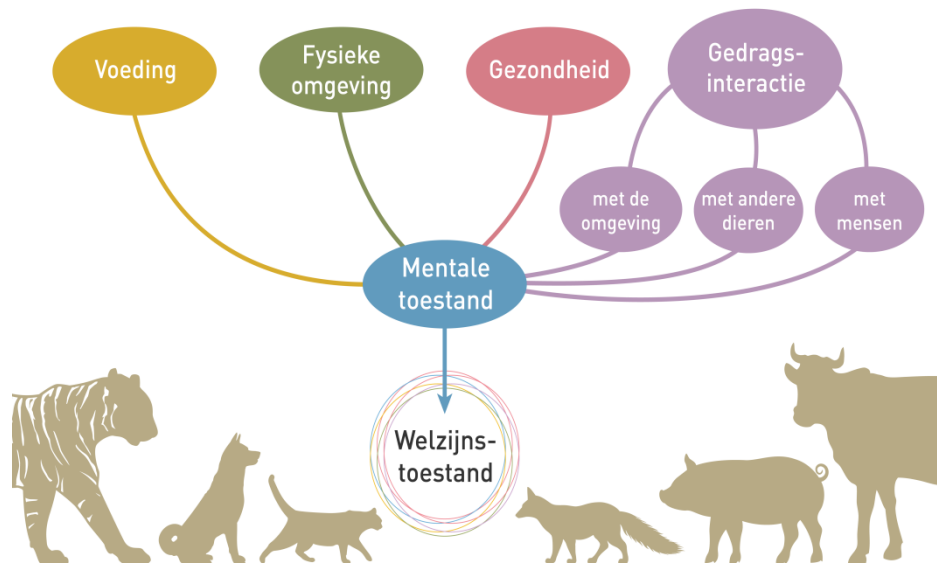 Voeding
Fysieke
omgeving
Gezondheid
Gedrags-
interactie
met de
omgeving
met andere
dieren
met
mensen
Mentale
toestand
Welzijns-
toestand